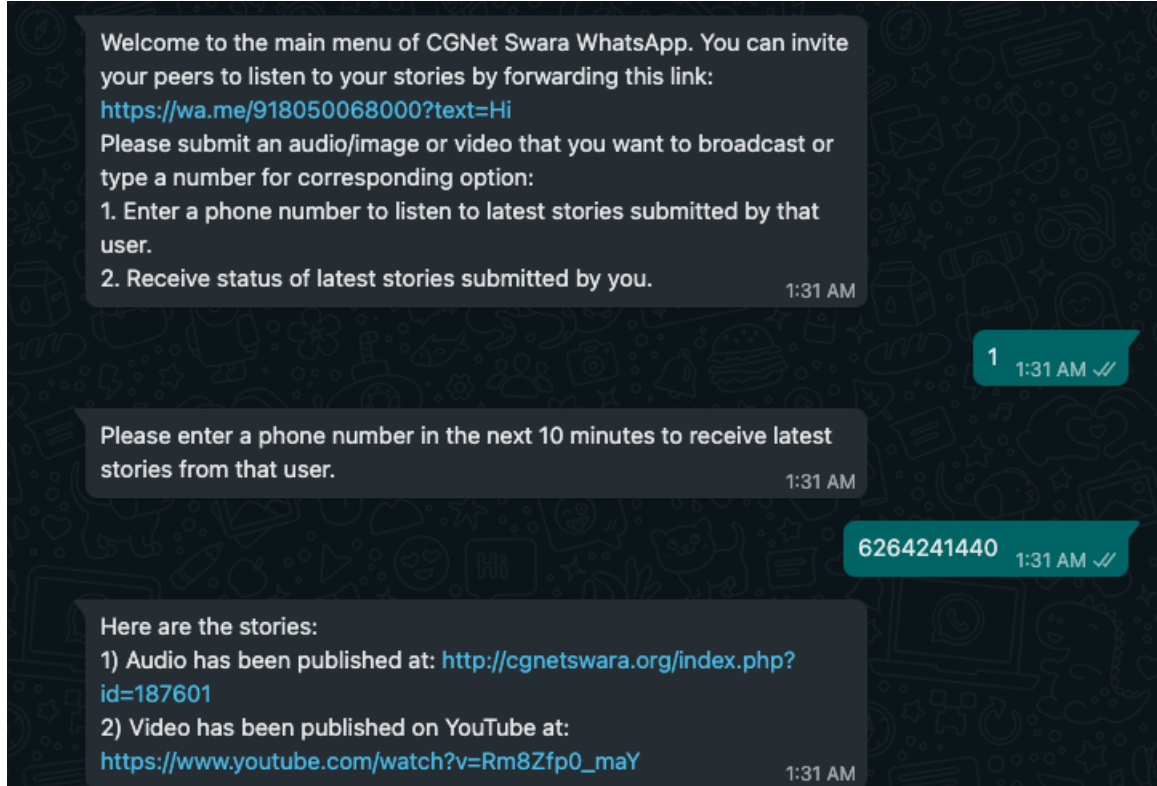 Welcome to the main menu of CGNet Swara WhatsApp. You can invite
your peers to listen to your stories by forwarding this link:
https://wa.me/918050068000?text=Hi
Please submit an audio/image or video that you want to broadcast or
type a number for corresponding option:
1. Enter a phone number to listen to latest stories submitted by that
user.
2. Receive status of latest stories submitted by you.
1:31 AM
1
1:31 AM
Please enter a phone number in the next 10 minutes to receive latest
stories from that user.
1:31 AM
6264241440
1:31 AM
Here are the stories:
1) Audio has been published at: http://cgnetswara.org/index.php?
id=187601
2) Video has been published on YouTube at:
https://www.youtube.com/watch?v=Rm8Zfp0_maY
1:31 AM